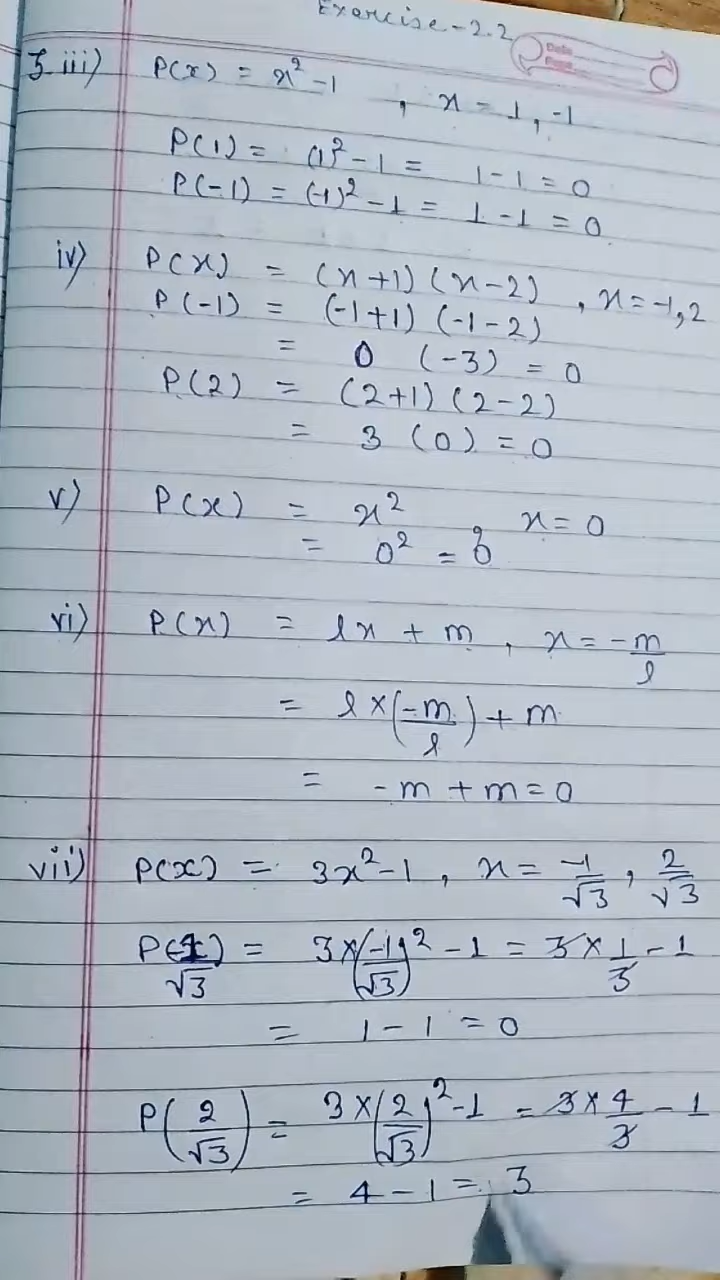 Exercise - 2.2
Date
Page
3 iii) P(x) = x² - 1 , x = 1, -1
P(1) = (1)² - 1 = 1 - 1 = 0
P(-1) = (-1)² - 1 = 1 - 1 = 0
iv) P(x) = (x+1) (x-2) , x = -1, 2
P(-1) = (-1+1) (-1-2)
= 0 (-3) = 0
P(2) = (2+1) (2-2)
= 3 (0) = 0
v) P(x) = x² , x = 0
= 0² = 0
vi) P(x) = lx + m , x = -m/l
= l × (-m/l) + m
= -m + m = 0
vii) P(x) = 3x² - 1 , x = -1/√3 , 2/√3
P(-1)/√3 = 3×(-1/√3)² - 1 = 3 × 1/3 - 1
= 1 - 1 = 0
P(2/√3) = 3×(2/√3)² - 1 = 3 × 4/3 - 1
= 4 - 1 = 3